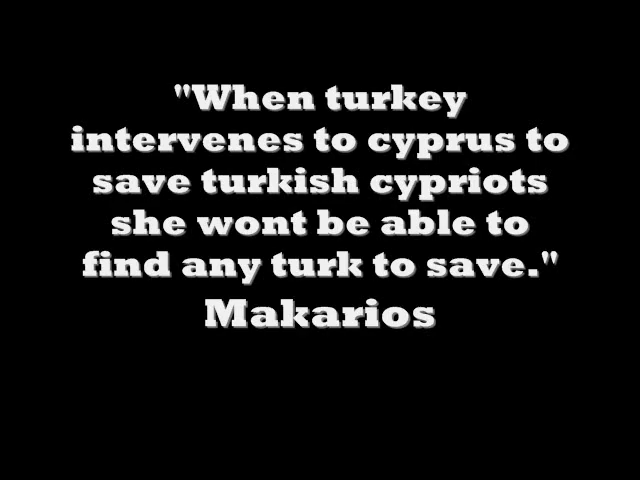 "When turkey
intervenes to cyprus to
save turkish cypriots
she wont be able to
find any turk to save."
Makarios